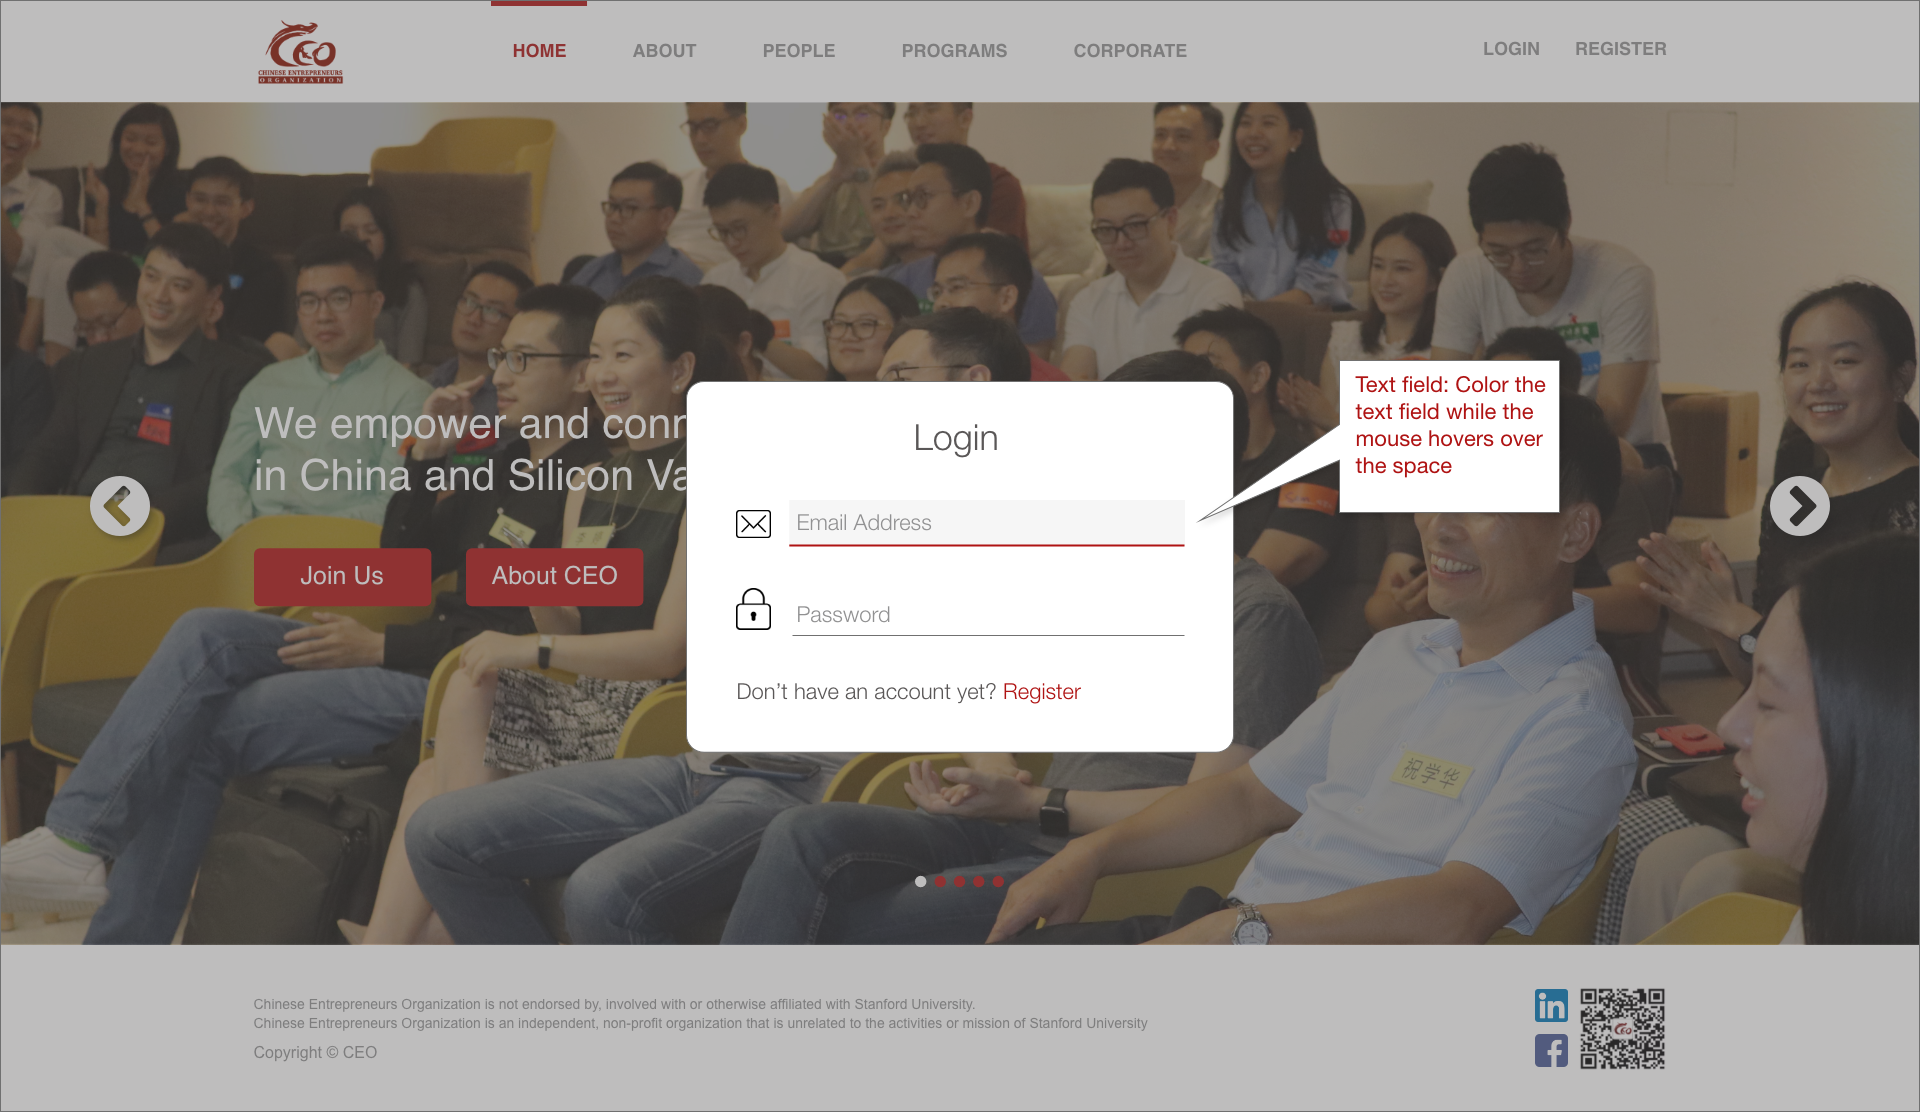 CEO
CHINESE ENTREPRENEURS
ORGANIZATION
HOME
ABOUT
PEOPLE
PROGRAMS
CORPORATE
LOGIN
REGISTER
We empower and conn
in China and Silicon Va
Join Us
About CEO
Login
Email Address
Password
Don’t have an account yet? Register
Text field: Color the
text field while the
mouse hovers over
the space
祝学华
Chinese Entrepreneurs Organization is not endorsed by, involved with or otherwise affiliated with Stanford University.
Chinese Entrepreneurs Organization is an independent, non-profit organization that is unrelated to the activities or mission of Stanford University
Copyright © CEO
in
f
CEO